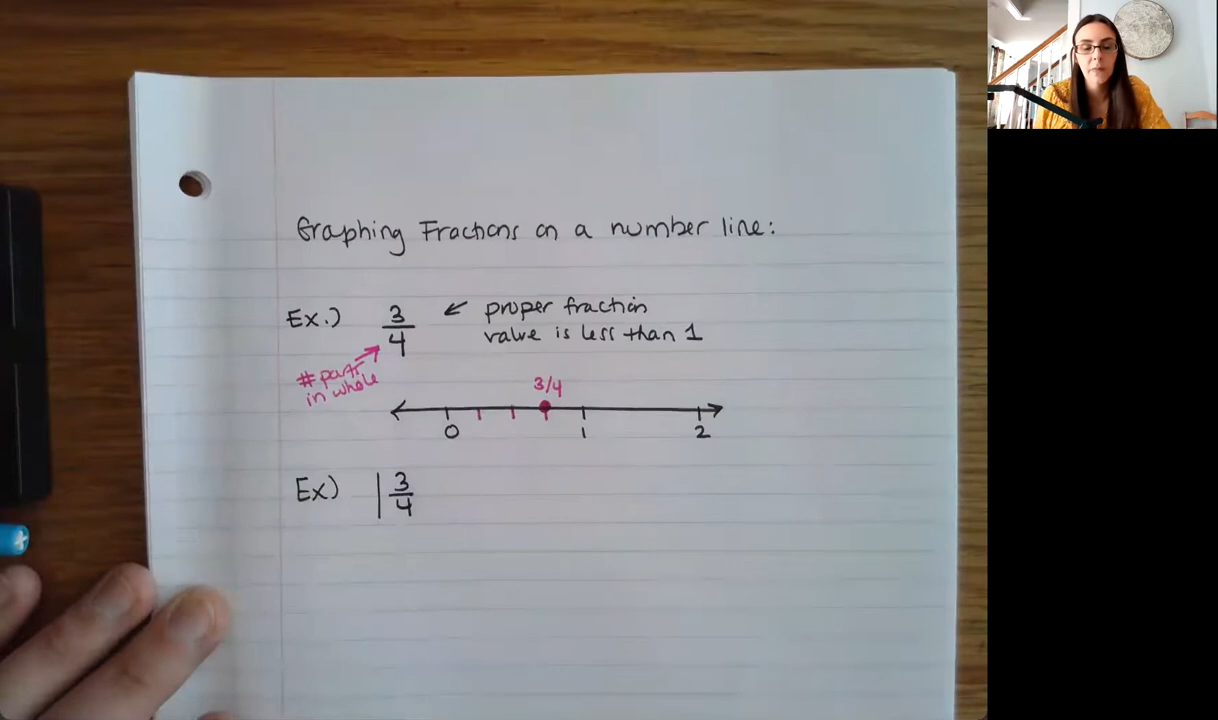 Graphing Fractions on a number line:
Ex.) 3/4 ← proper fraction
value is less than 1
# parts
in whole
3/4
0 1 2
Ex) 1 3/4